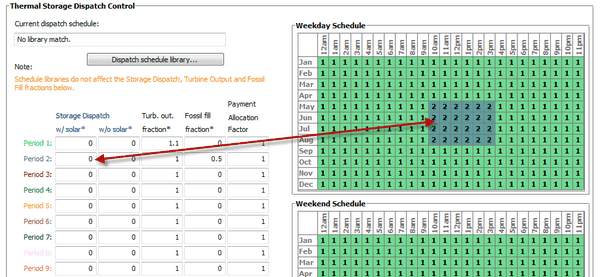 Thermal Storage Dispatch Control
Current dispatch schedule:
No library match.
Dispatch schedule library...
Note:
Schedule libraries do not affect the Storage Dispatch, Turbine Output and Fossil
Fill fractions below.
Storage Dispatch Turb. out. Fossil fill Payment Allocation Factor
w/ solar* w/o solar* fraction* fraction*
Period 1: 0 0 1.1 0 1
Period 2: 0 0 1 0.5 1
Period 3: 0 0 1 0 1
Period 4: 0 0 1 0 1
Period 5: 0 0 1 0 1
Period 6: 0 0 1 0 1
Period 7: 0 0 1 0 1
Period 8: 0 0 1 0 1
Period 9: 0 0 1 0 1
Weekday Schedule
12am 1am 2am 3am 4am 5am 6am 7am 8am 9am 10am 11am 12pm 1pm 2pm 3pm 4pm 5pm 6pm 7pm 8pm 9pm 10pm 11pm
Jan 1 1 1 1 1 1 1 1 1 1 1 1 1 1 1 1 1 1 1 1 1 1 1 1
Feb 1 1 1 1 1 1 1 1 1 1 1 1 1 1 1 1 1 1 1 1 1 1 1 1
Mar 1 1 1 1 1 1 1 1 1 1 1 1 1 1 1 1 1 1 1 1 1 1 1 1
Apr 1 1 1 1 1 1 1 1 1 1 1 1 1 1 1 1 1 1 1 1 1 1 1 1
May 1 1 1 1 1 1 1 1 1 1 2 2 2 2 2 2 1 1 1 1 1 1 1 1
Jun 1 1 1 1 1 1 1 1 1 1 2 2 2 2 2 2 1 1 1 1 1 1 1 1
Jul 1 1 1 1 1 1 1 1 1 1 2 2 2 2 2 2 1 1 1 1 1 1 1 1
Aug 1 1 1 1 1 1 1 1 1 1 2 2 2 2 2 2 1 1 1 1 1 1 1 1
Sep 1 1 1 1 1 1 1 1 1 1 1 1 1 1 1 1 1 1 1 1 1 1 1 1
Oct 1 1 1 1 1 1 1 1 1 1 1 1 1 1 1 1 1 1 1 1 1 1 1 1
Nov 1 1 1 1 1 1 1 1 1 1 1 1 1 1 1 1 1 1 1 1 1 1 1 1
Dec 1 1 1 1 1 1 1 1 1 1 1 1 1 1 1 1 1 1 1 1 1 1 1 1
Weekend Schedule
12am 1am 2am 3am 4am 5am 6am 7am 8am 9am 10am 11am 12pm 1pm 2pm 3pm 4pm 5pm 6pm 7pm 8pm 9pm 10pm 11pm
Jan 1 1 1 1 1 1 1 1 1 1 1 1 1 1 1 1 1 1 1 1 1 1 1 1
Feb 1 1 1 1 1 1 1 1 1 1 1 1 1 1 1 1 1 1 1 1 1 1 1 1
Mar 1 1 1 1 1 1 1 1 1 1 1 1 1 1 1 1 1 1 1 1 1 1 1 1
Apr 1 1 1 1 1 1 1 1 1 1 1 1 1 1 1 1 1 1 1 1 1 1 1 1